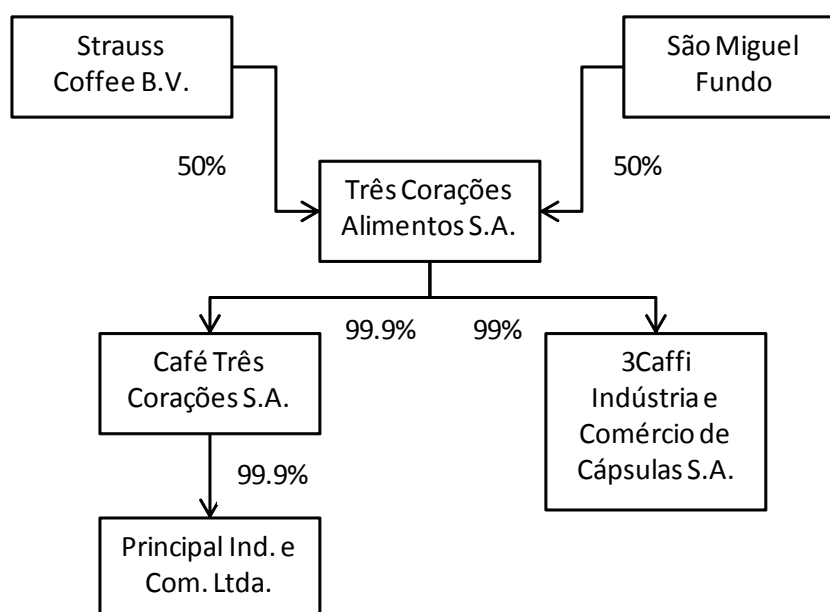 Strauss
Coffee B.V.
São Miguel
Fundo
50%
50%
Três Corações
Alimentos S.A.
99.9%
99%
Café Três
Corações S.A.
3Caffi
Indústria e
Comércio de
Cápsulas S.A.
99.9%
Principal Ind. e
Com. Ltda.